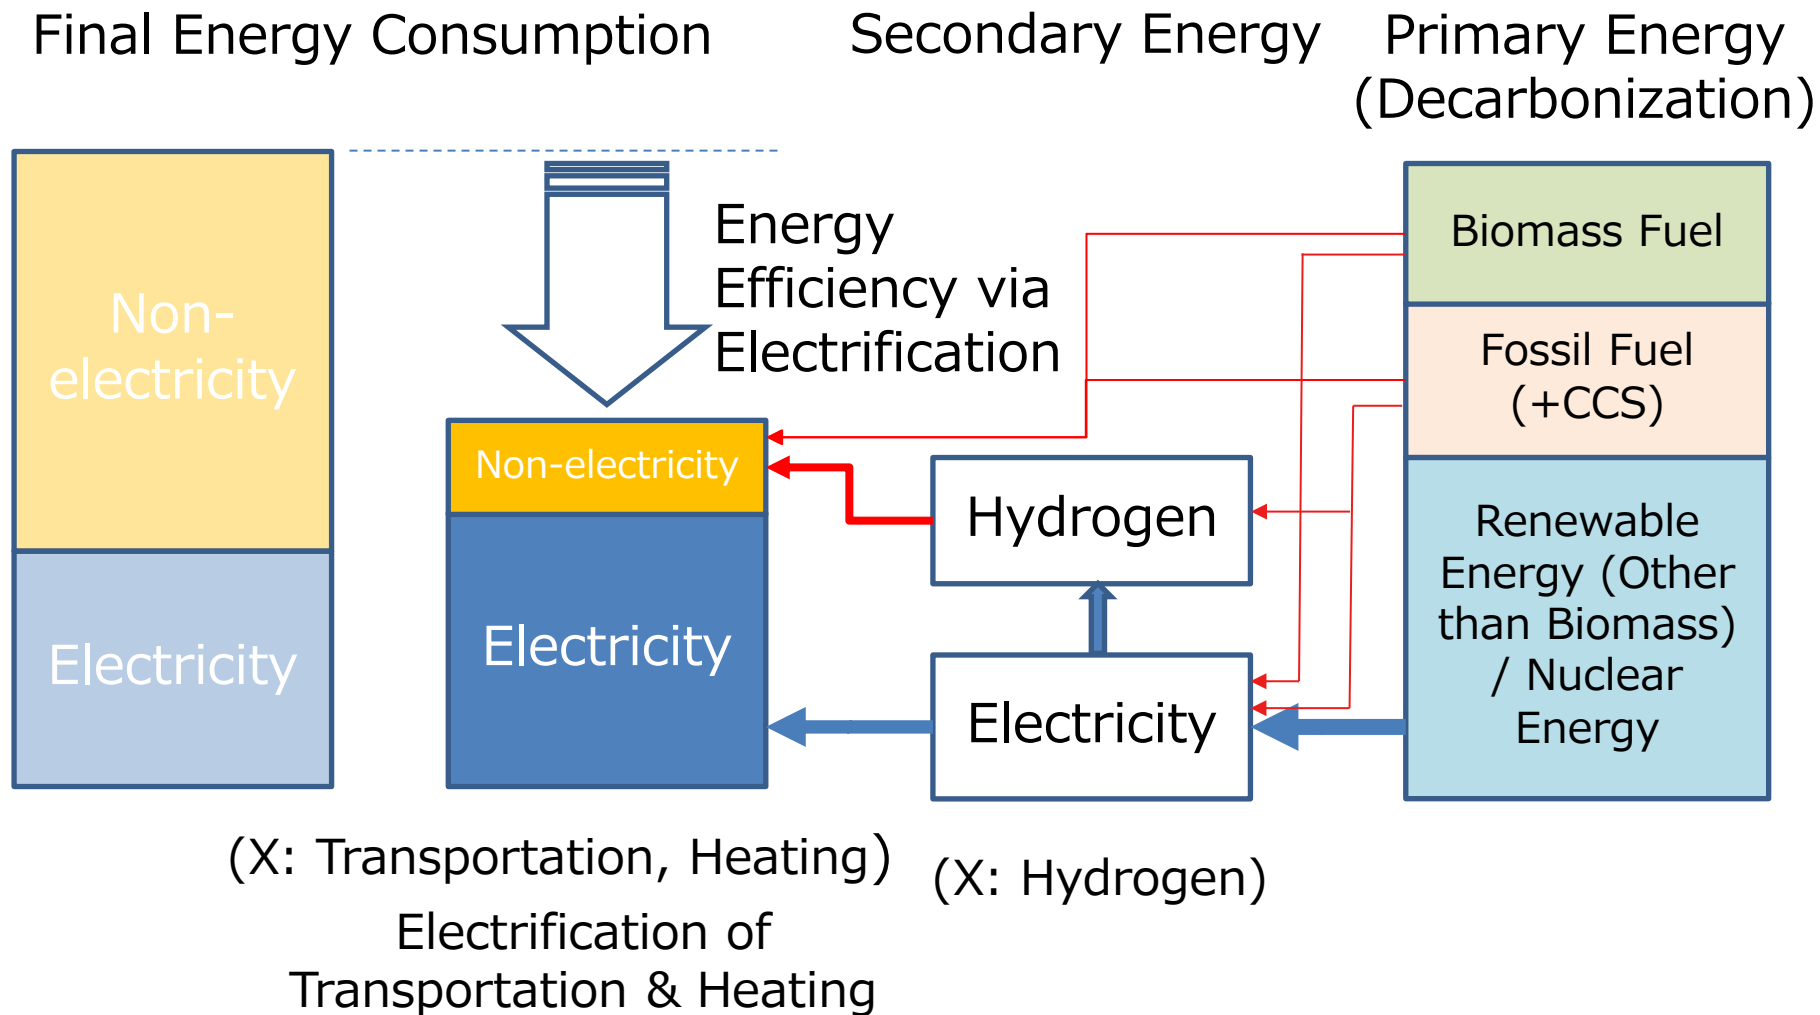 Final Energy Consumption
Secondary Energy
Primary Energy
(Decarbonization)
Non-
electricity
Electricity
Energy
Efficiency via
Electrification
Non-electricity
Electricity
Hydrogen
Electricity
Biomass Fuel
Fossil Fuel
(+CCS)
Renewable
Energy (Other
than Biomass)
/ Nuclear
Energy
(X: Transportation, Heating)
Electrification of
Transportation & Heating
(X: Hydrogen)